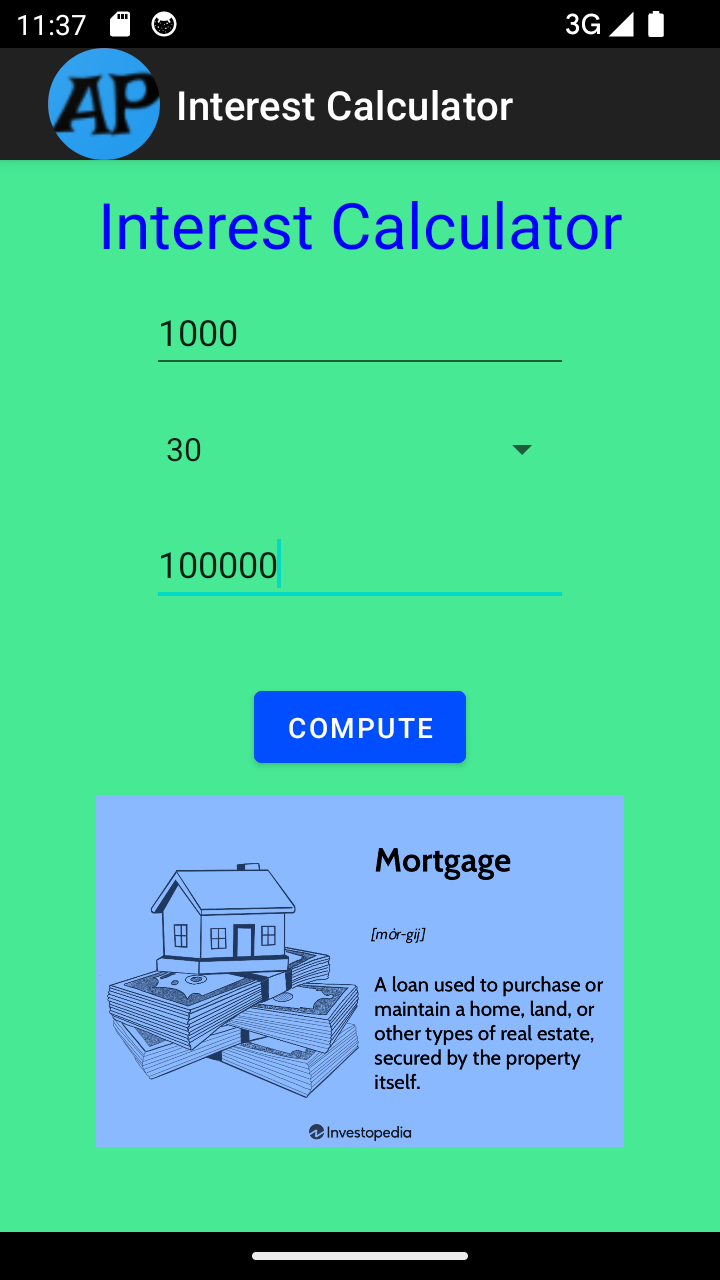 11:37
3G
AP
Interest Calculator
Interest Calculator
1000
30
100000
COMPUTE
Mortgage
[mór-gij]
A loan used to purchase or
maintain a home, land, or
other types of real estate,
secured by the property
itself.
Investopedia